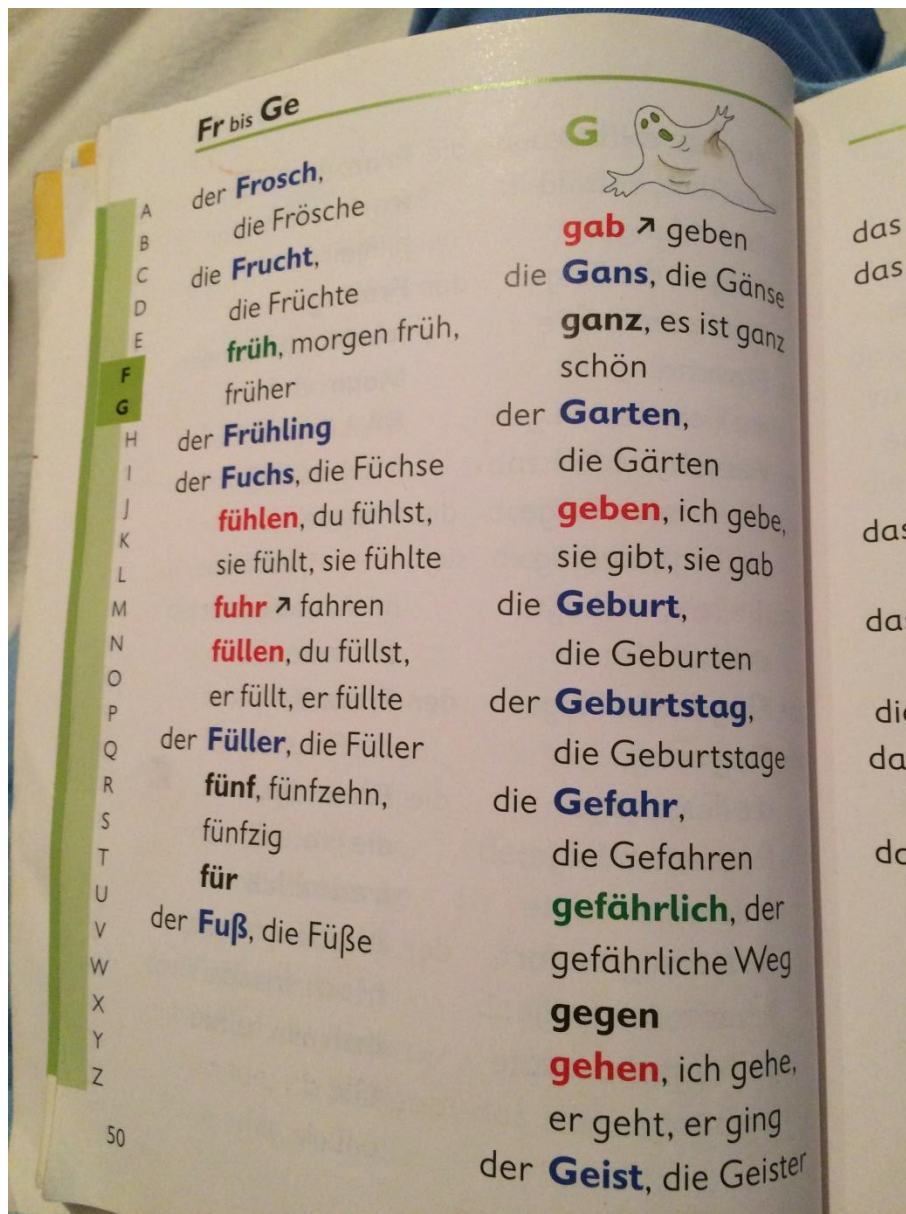 Fr bis Ge
A
B
C
D
E
F
G
H
I
J
K
L
M
N
O
P
Q
R
S
T
U
V
W
X
Y
Z
der Frosch,
die Frösche
die Frucht,
die Früchte
früh, morgen früh,
früher
der Frühling
der Fuchs, die Füchse
fühlen, du fühlst,
sie fühlt, sie fühlte
fuhr ↗ fahren
füllen, du füllst,
er füllt, er füllte
der Füller, die Füller
fünf, fünfzehn,
fünfzig
für
der Fuß, die Füße
50
G
gab ↗ geben
die Gans, die Gänse
ganz, es ist ganz
schön
der Garten,
die Gärten
geben, ich gebe,
sie gibt, sie gab
die Geburt,
die Geburten
der Geburtstag,
die Geburtstage
die Gefahr,
die Gefahren
gefährlich, der
gefährliche Weg
gegen
gehen, ich gehe,
er geht, er ging
der Geist, die Geister
das
das